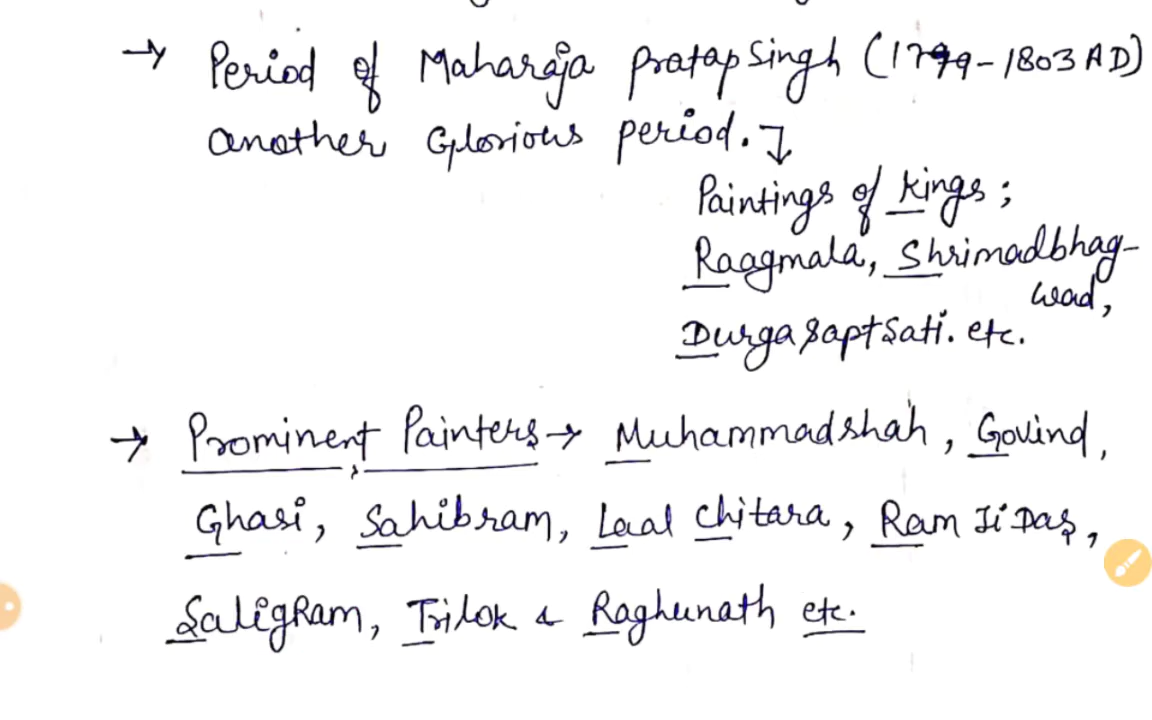 → Period of Maharaja Pratap Singh (1779-1803 AD)
another Glorious period. ↴
Paintings of Kings;
Raagmala, Shrimadbhag-
wad,
Durga Saptsati. etc.
→ Prominent Painters → Muhammadshah, Govind,
Ghasi, Sahibram, Laal Chitara, Ram Ji Das,
SaligRam, Trilok & Raghunath etc.